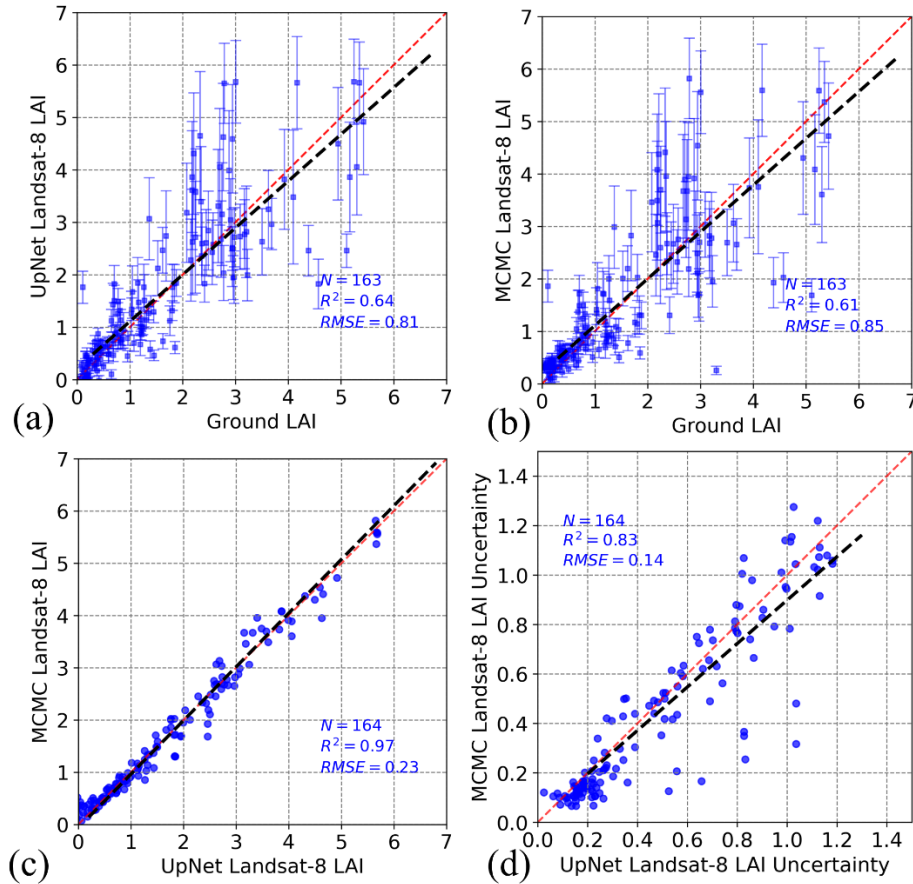 7
6
5
4
3
2
1
0
UpNet Landsat-8 LAI
N = 163
R² = 0.64
RMSE = 0.81
0 1 2 3 4 5 6 7
Ground LAI
(a)
7
6
5
4
3
2
1
0
MCMC Landsat-8 LAI
N = 163
R² = 0.61
RMSE = 0.85
0 1 2 3 4 5 6 7
Ground LAI
(b)
7
6
5
4
3
2
1
0
MCMC Landsat-8 LAI
N = 164
R² = 0.97
RMSE = 0.23
0 1 2 3 4 5 6 7
UpNet Landsat-8 LAI
(c)
1.4
1.2
1.0
0.8
0.6
0.4
0.2
0.0
MCMC Landsat-8 LAI Uncertainty
N = 164
R² = 0.83
RMSE = 0.14
0.0 0.2 0.4 0.6 0.8 1.0 1.2 1.4
UpNet Landsat-8 LAI Uncertainty
(d)